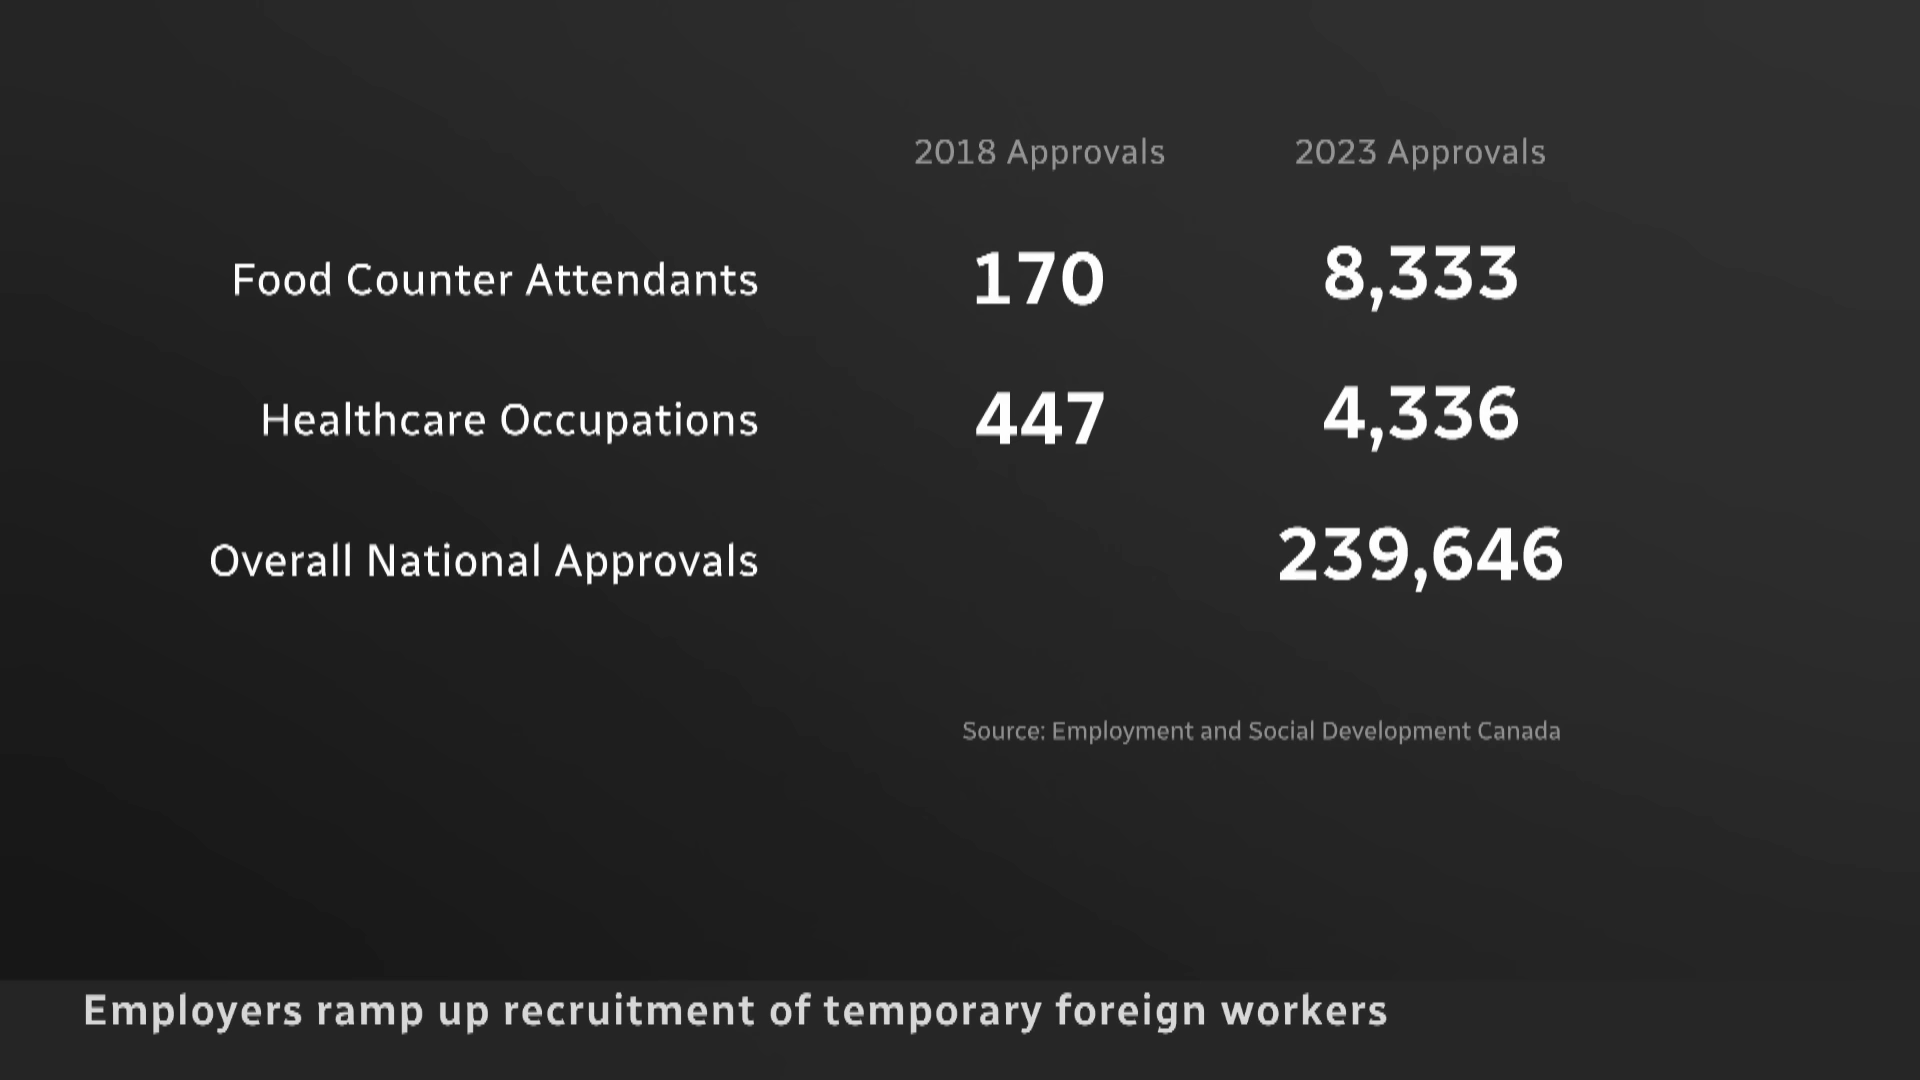 2018 Approvals 2023 Approvals
Food Counter Attendants 170 8,333
Healthcare Occupations 447 4,336
Overall National Approvals 239,646
Source: Employment and Social Development Canada
Employers ramp up recruitment of temporary foreign workers